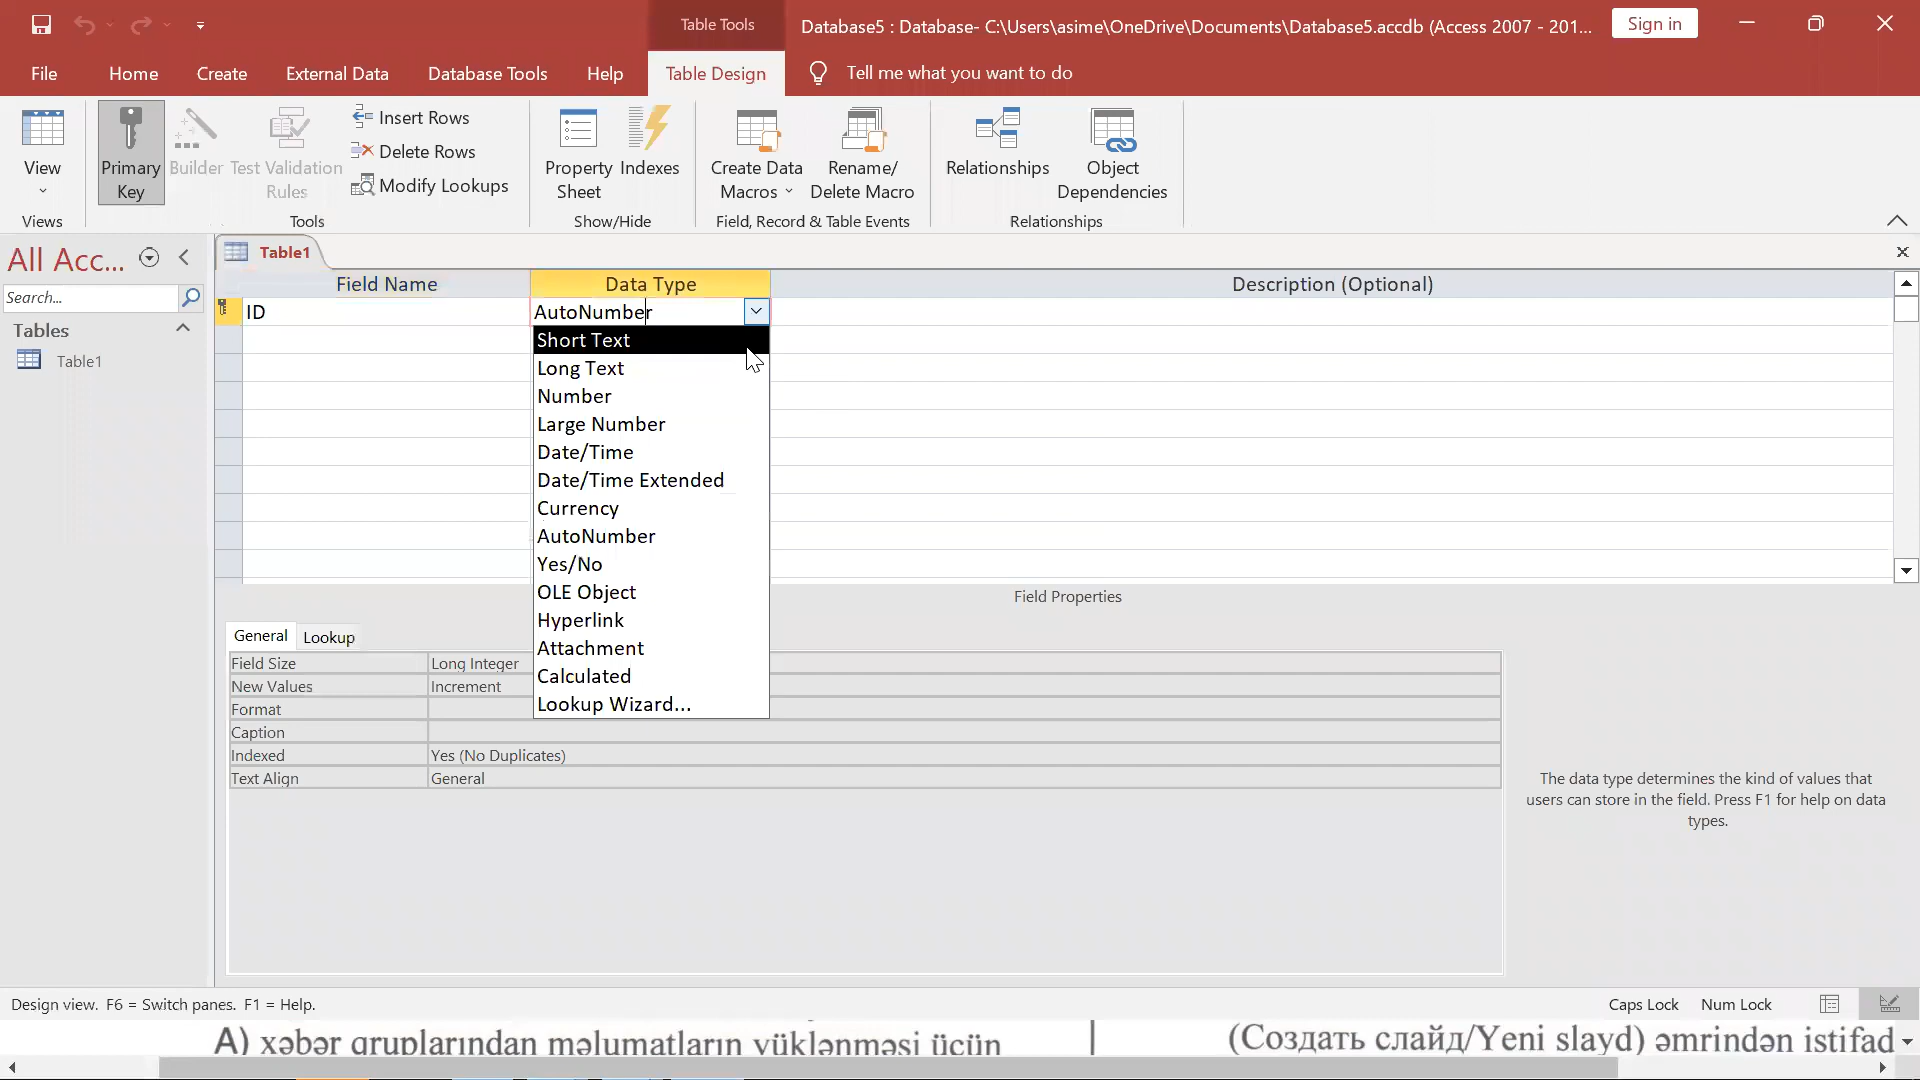 Table Tools
Database5 : Database- C:\Users\asime\OneDrive\Documents\Database5.accdb (Access 2007 - 201...
Sign in
File
Home
Create
External Data
Database Tools
Help
Table Design
Tell me what you want to do
View
Primary Key
Builder
Test Validation Rules
Insert Rows
Delete Rows
Modify Lookups
Property Sheet
Indexes
Create Data Macros
Rename/ Delete Macro
Relationships
Object Dependencies
Views
Tools
Show/Hide
Field, Record & Table Events
Relationships
All Acc...
Search...
Tables
Table1
Table1
Field Name
Data Type
Description (Optional)
ID
AutoNumber
Short Text
Long Text
Number
Large Number
Date/Time
Date/Time Extended
Currency
AutoNumber
Yes/No
OLE Object
Hyperlink
Attachment
Calculated
Lookup Wizard...
Field Properties
General
Lookup
Field Size
Long Integer
New Values
Increment
Format
Caption
Indexed
Yes (No Duplicates)
Text Align
General
The data type determines the kind of values that
users can store in the field. Press F1 for help on data
types.
Design view. F6 = Switch panes. F1 = Help.
Caps Lock
Num Lock
A) xəbər qruplarından məlumatların yüklənməsi üçün
(Создать слайд/Yeni slayd) əmrindən istifad